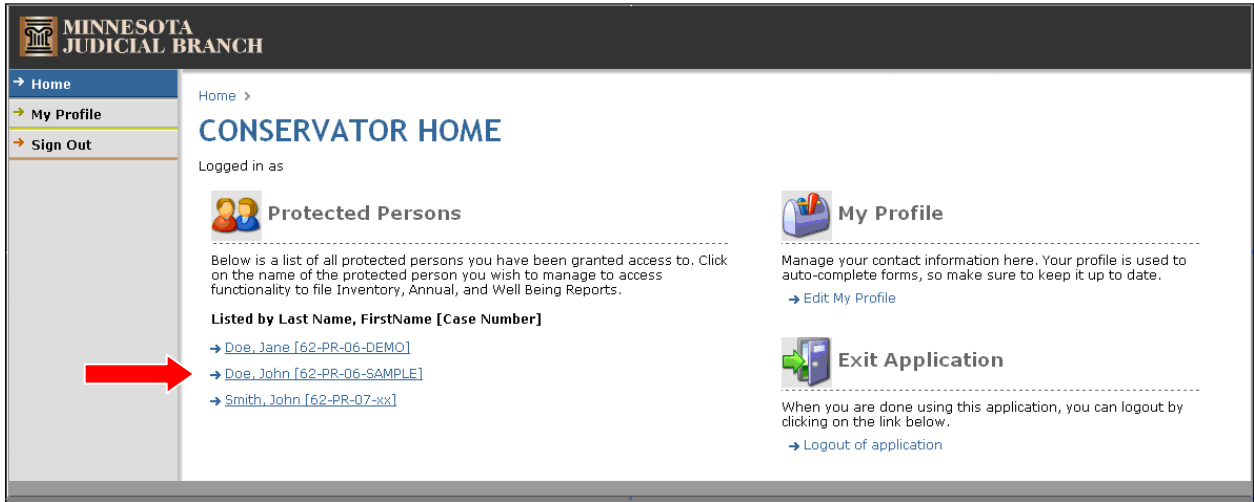 MINNESOTA
JUDICIAL BRANCH
Home
My Profile
Sign Out
Home >
CONSERVATOR HOME
Logged in as
Protected Persons
Below is a list of all protected persons you have been granted access to. Click
on the name of the protected person you wish to manage to access
functionality to file Inventory, Annual, and Well Being Reports.
Listed by Last Name, FirstName [Case Number]
Doe, Jane [62-PR-06-DEMO]
Doe, John [62-PR-06-SAMPLE]
Smith, John [62-PR-07-xx]
My Profile
Manage your contact information here. Your profile is used to
auto-complete forms, so make sure to keep it up to date.
Edit My Profile
Exit Application
When you are done using this application, you can logout by
clicking on the link below.
Logout of application